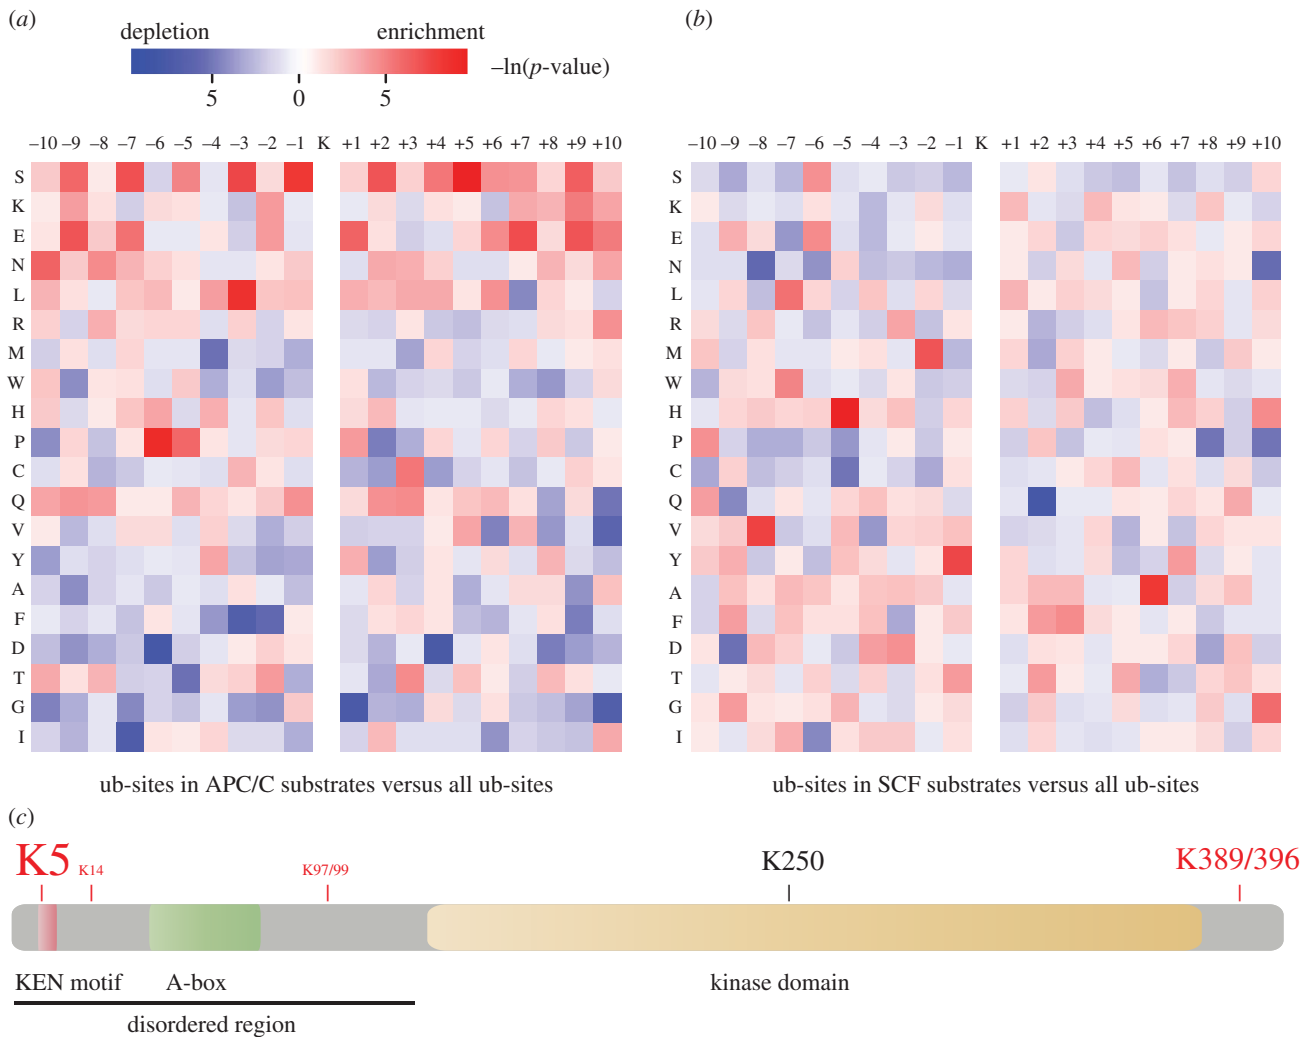 (a)
depletion enrichment
–ln(p-value)
5 0 5
–10 –9 –8 –7 –6 –5 –4 –3 –2 –1 K +1 +2 +3 +4 +5 +6 +7 +8 +9 +10
S
K
E
N
L
R
M
W
H
P
C
Q
V
Y
A
F
D
T
G
I
ub-sites in APC/C substrates versus all ub-sites
(b)
–10 –9 –8 –7 –6 –5 –4 –3 –2 –1 K +1 +2 +3 +4 +5 +6 +7 +8 +9 +10
S
K
E
N
L
R
M
W
H
P
C
Q
V
Y
A
F
D
T
G
I
ub-sites in SCF substrates versus all ub-sites
(c)
K5 K14 K97/99 K250 K389/396
KEN motif A-box kinase domain
disordered region